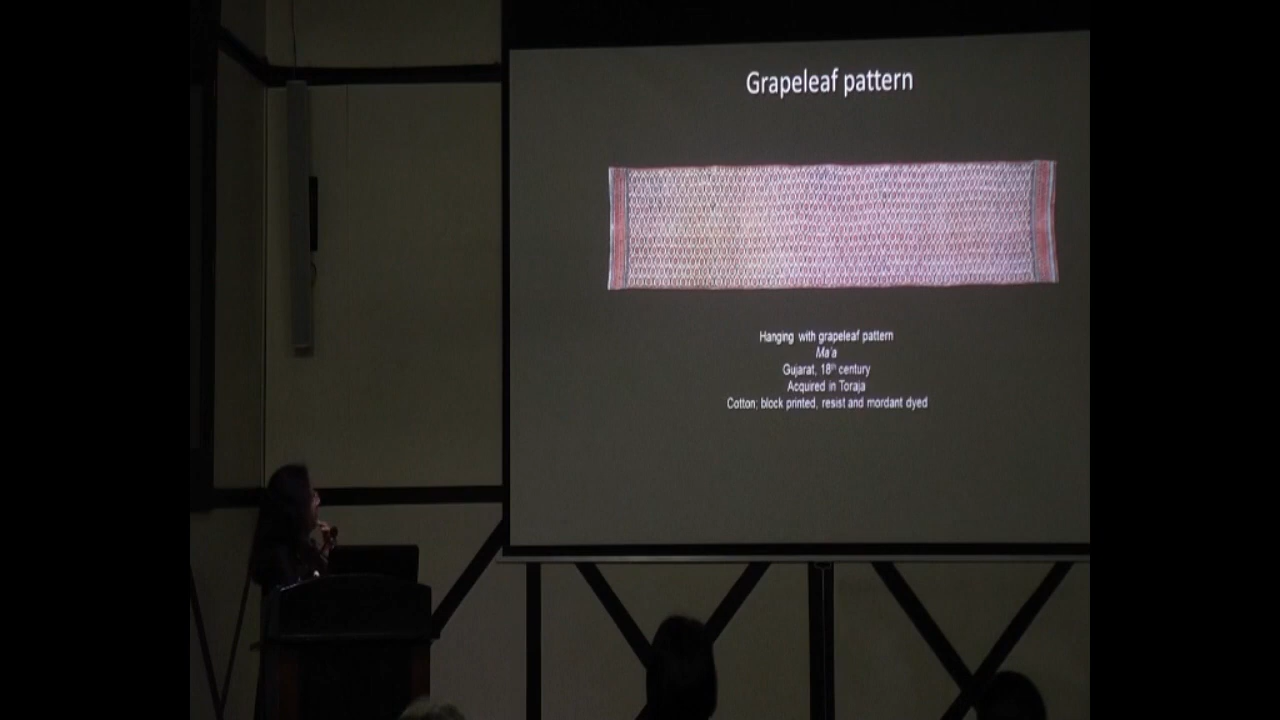 Grapeleaf pattern
Hanging with grapeleaf pattern
Ma'a
Gujarat, 18th century
Acquired in Toraja
Cotton; block printed, resist and mordant dyed